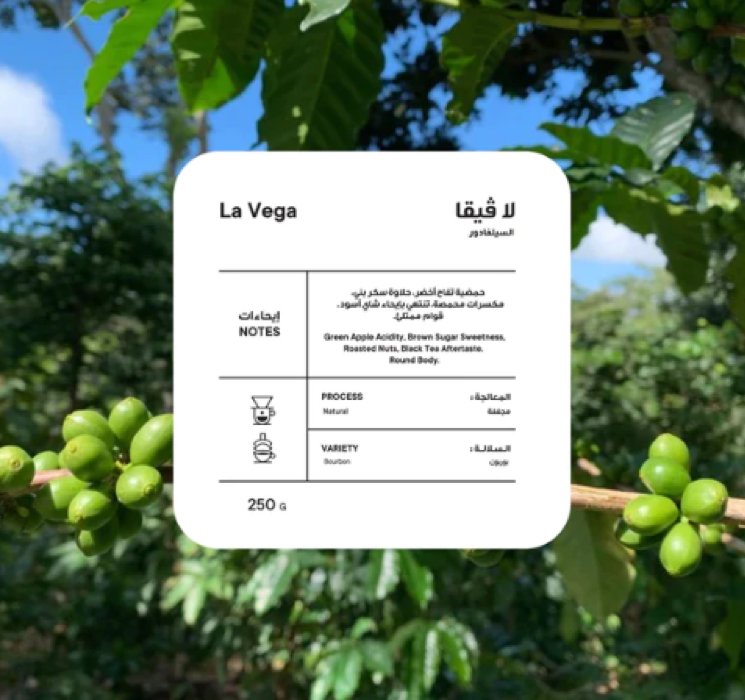 La Vega
لا ڤيقا
السيلفادور
إيحاءات
NOTES
حمضية تفاح أخضر، حلاوة سكر بني،
مكسرات محمصة، تنتهي بإيحاء شاي أسود.
قوام ممتلئ.
Green Apple Acidity, Brown Sugar Sweetness,
Roasted Nuts, Black Tea Aftertaste.
Round Body.
PROCESS
المعالجة:
Natural
مجففة
VARIETY
السلالة:
Bourbon
بوربون
250 G